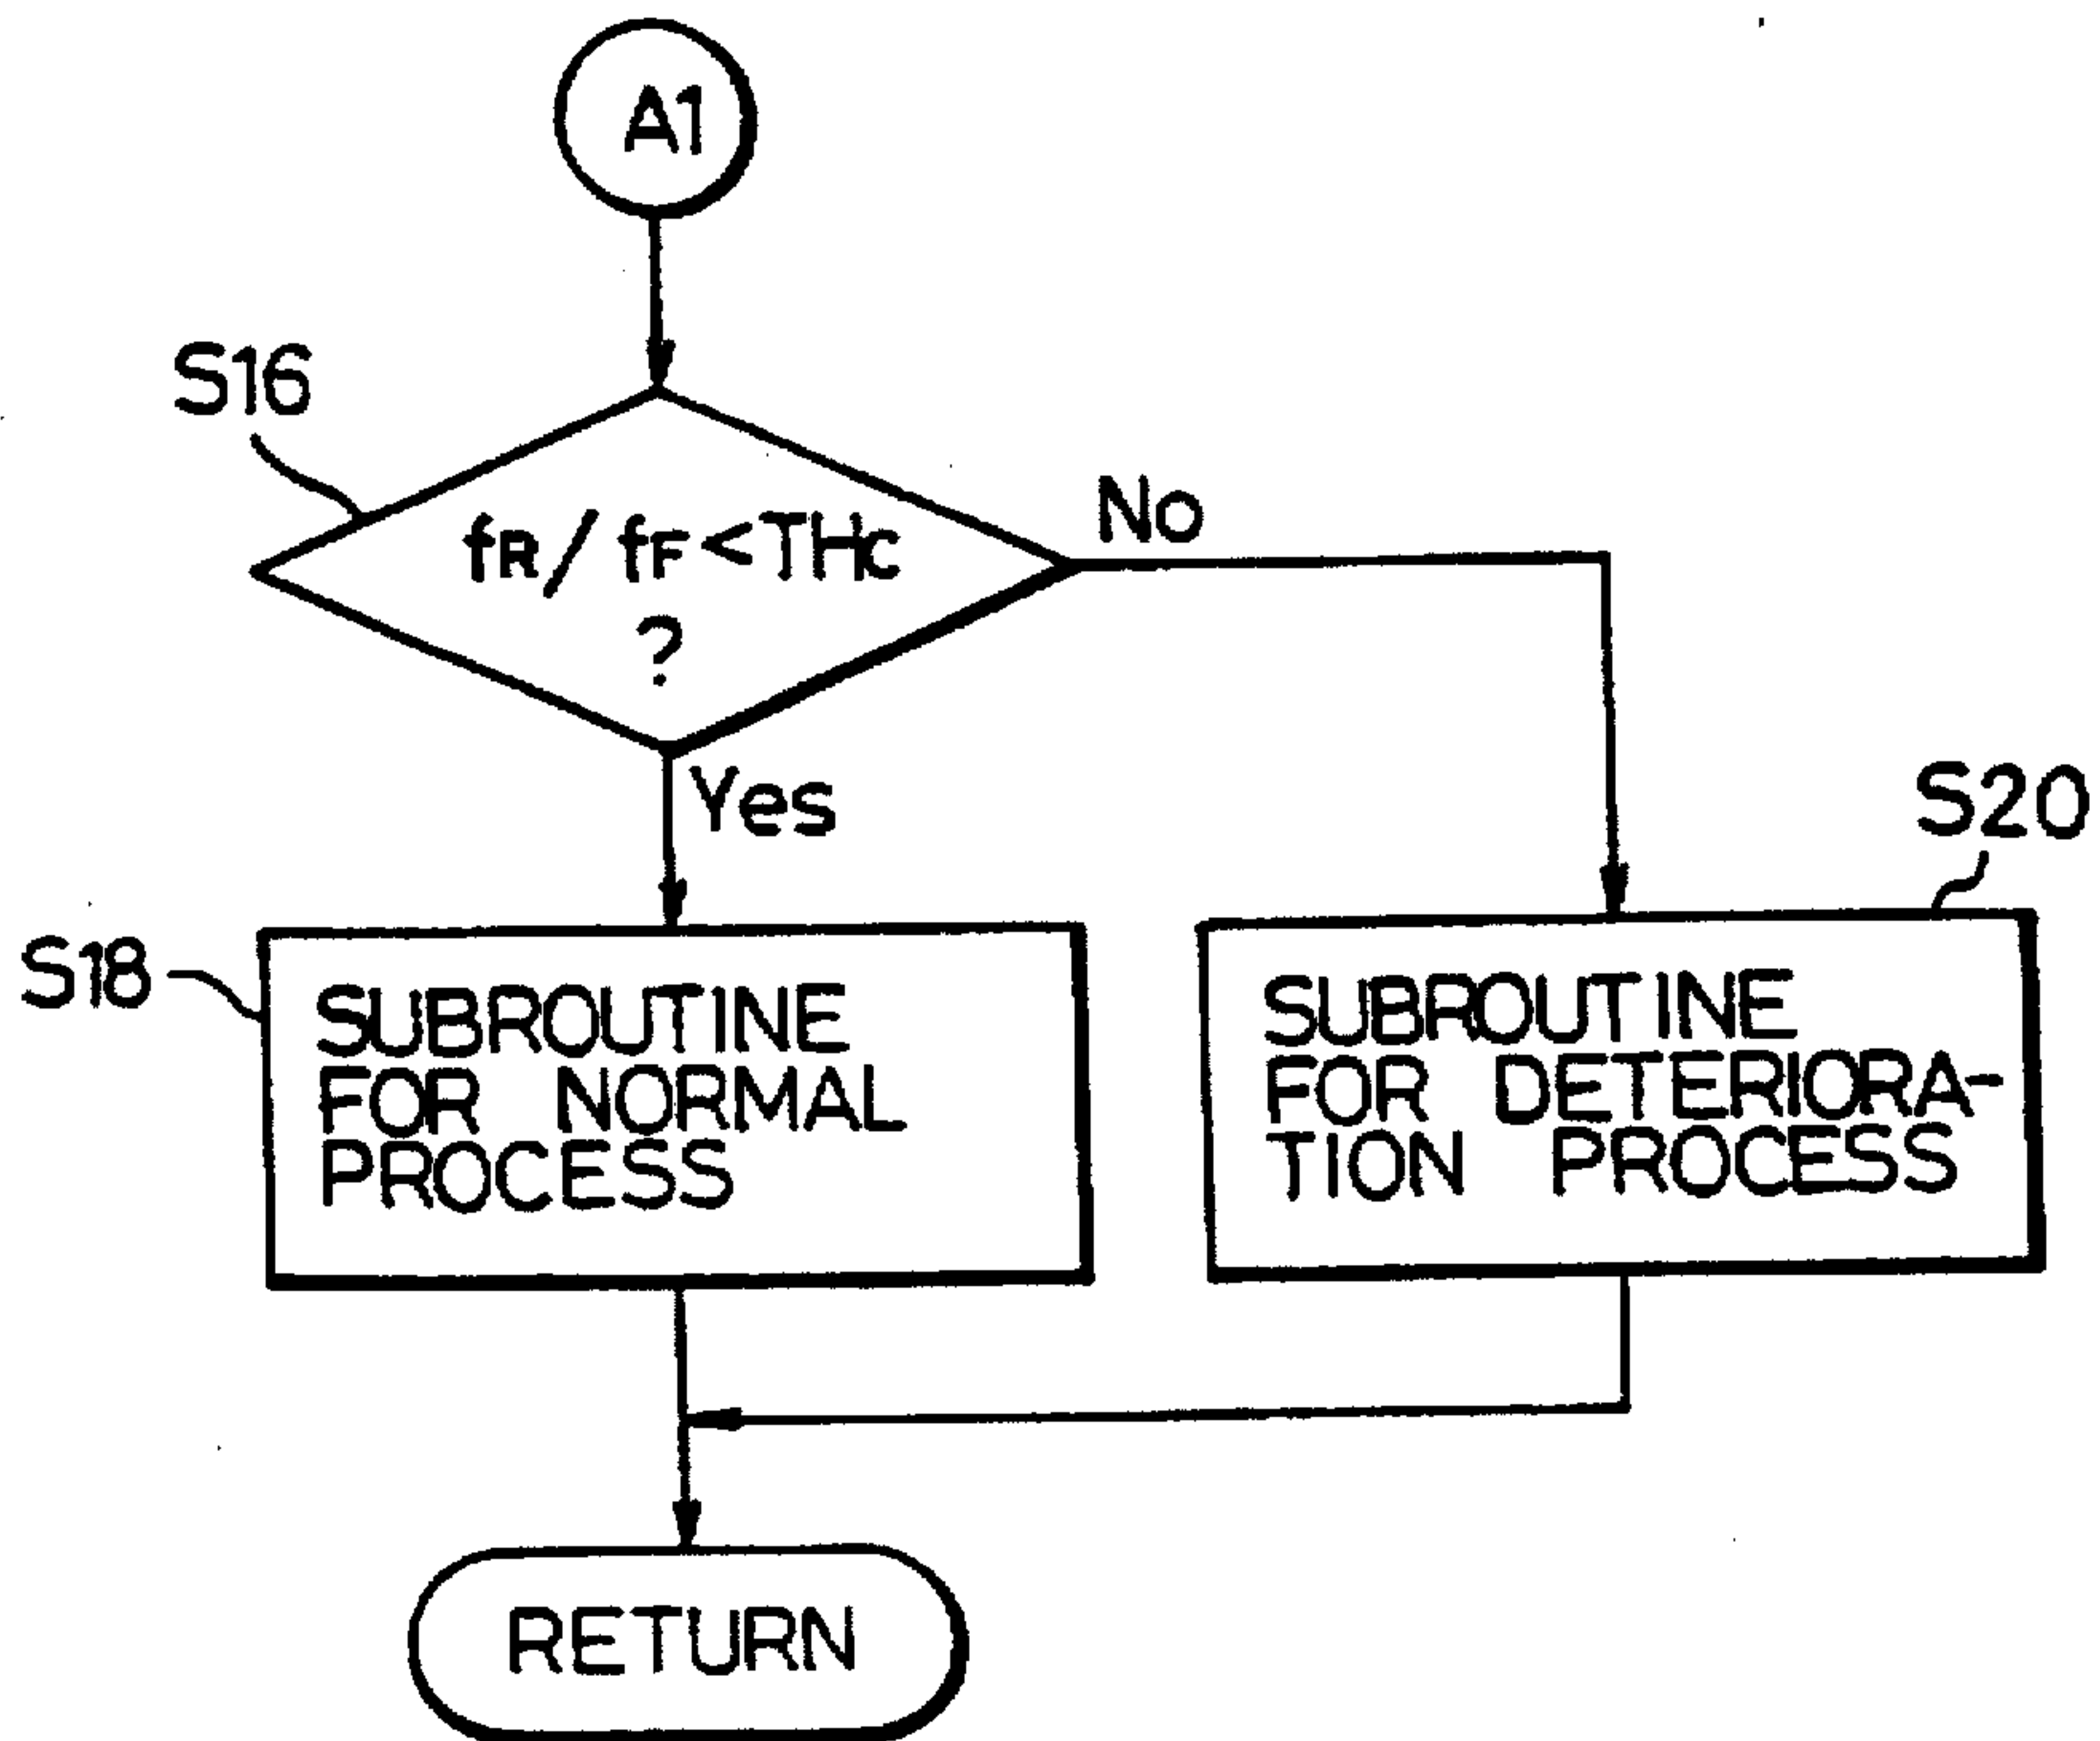 A1
S16
fR/fF<THC
?
No
Yes
S20
S18
SUBROUTINE
FOR NORMAL
PROCESS
SUBROUTINE
FOR DETERIORA-
TION PROCESS
RETURN